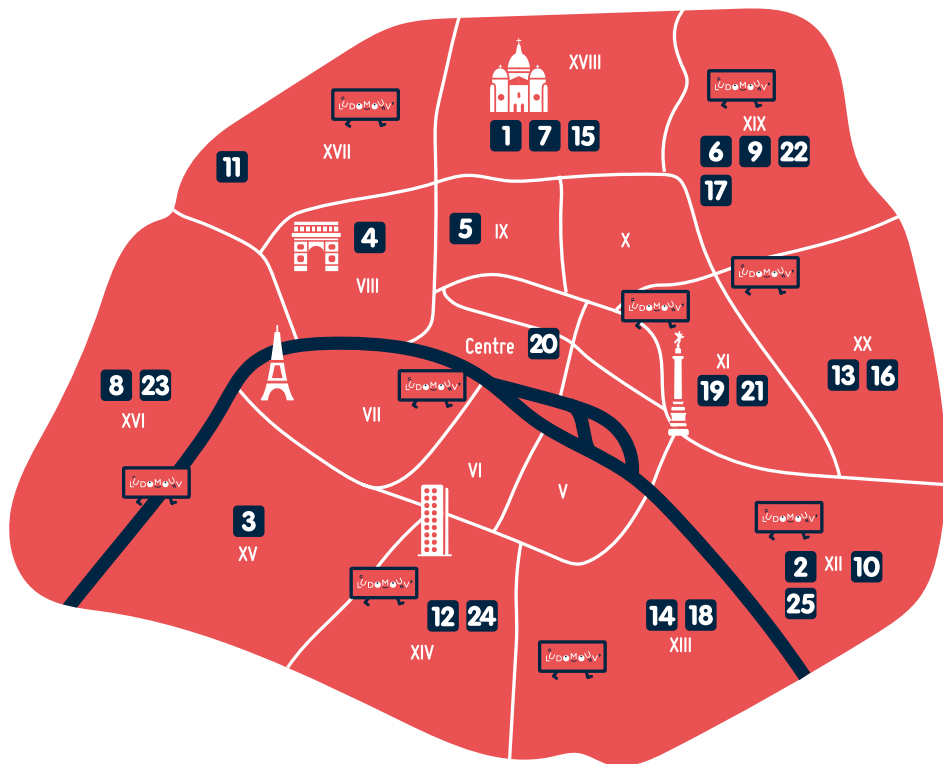 XVIII
LUDOMOUV'
XIX
1 7 15
6 9 22
17
LUDOMOUV'
XVII
11
4
VIII
5 IX
X
LUDOMOUV'
LUDOMOUV'
Centre 20
XI
19 21
XX
13 16
8 23
XVI
LUDOMOUV'
VII
VI
V
LUDOMOUV'
3
XV
LUDOMOUV'
2 XII 10
25
LUDOMOUV'
12 24
XIV
14 18
XIII
LUDOMOUV'